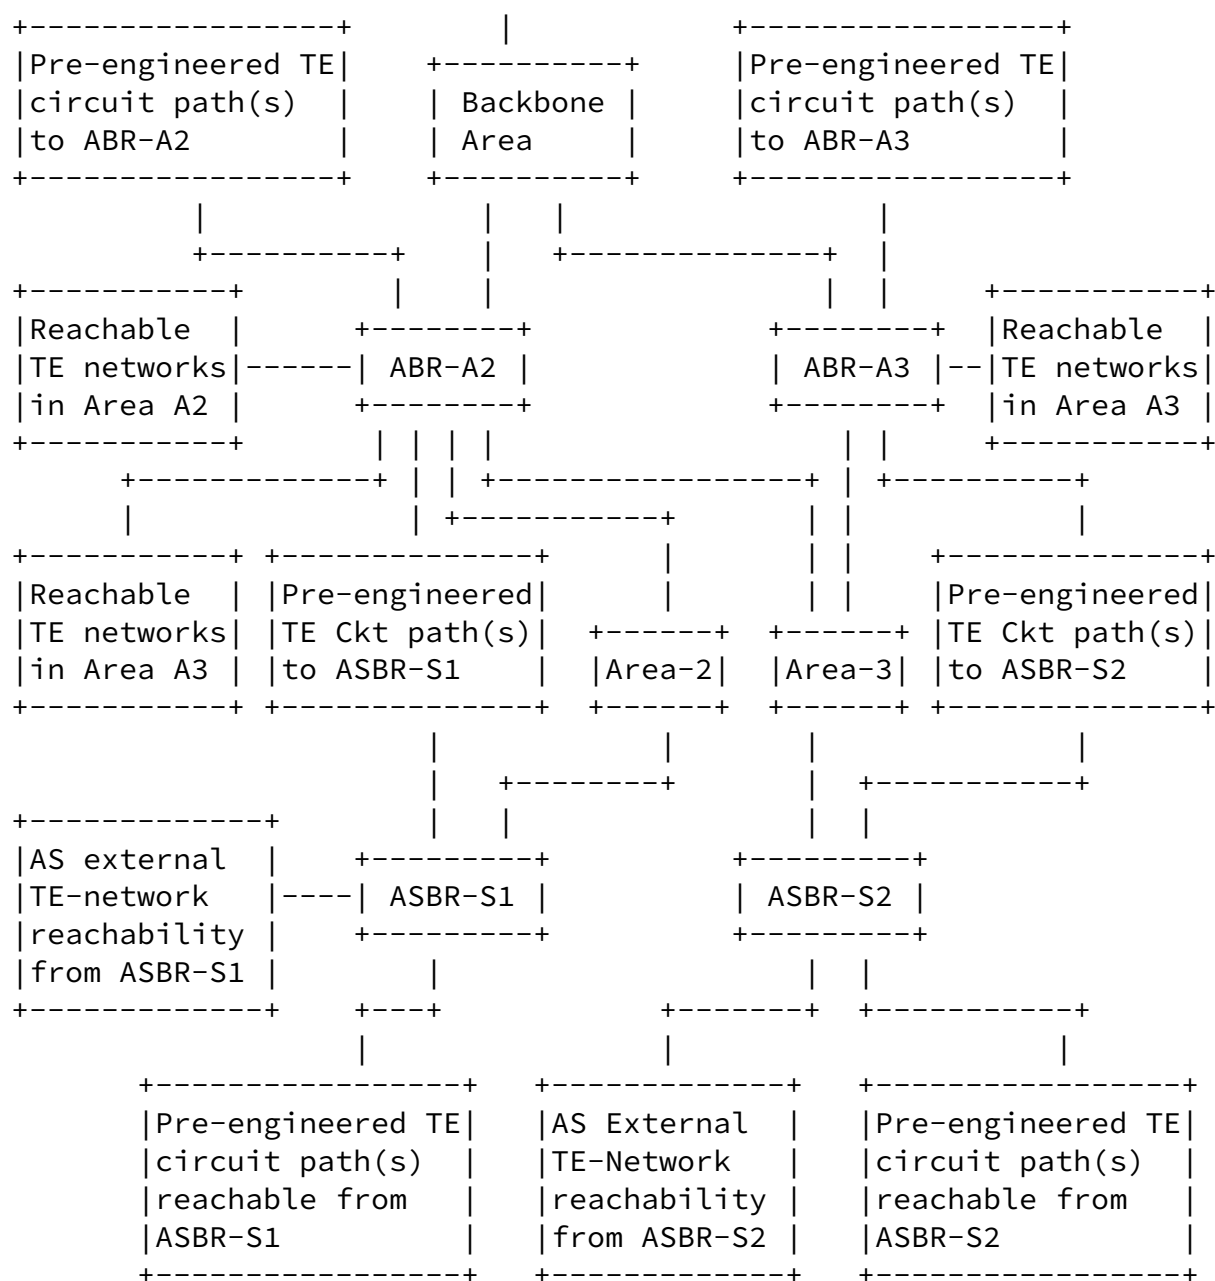 Pre-engineered TE
circuit path(s)
to ABR-A2
Backbone
Area
Pre-engineered TE
circuit path(s)
to ABR-A3
Reachable
TE networks
in Area A2
ABR-A2
ABR-A3
Reachable
TE networks
in Area A3
Reachable
TE networks
in Area A3
Pre-engineered
TE Ckt path(s)
to ASBR-S1
Area-2
Area-3
Pre-engineered
TE Ckt path(s)
to ASBR-S2
AS external
TE-network
reachability
from ASBR-S1
ASBR-S1
ASBR-S2
Pre-engineered TE
circuit path(s)
reachable from
ASBR-S1
AS External
TE-Network
reachability
from ASBR-S2
Pre-engineered TE
circuit path(s)
reachable from
ASBR-S2